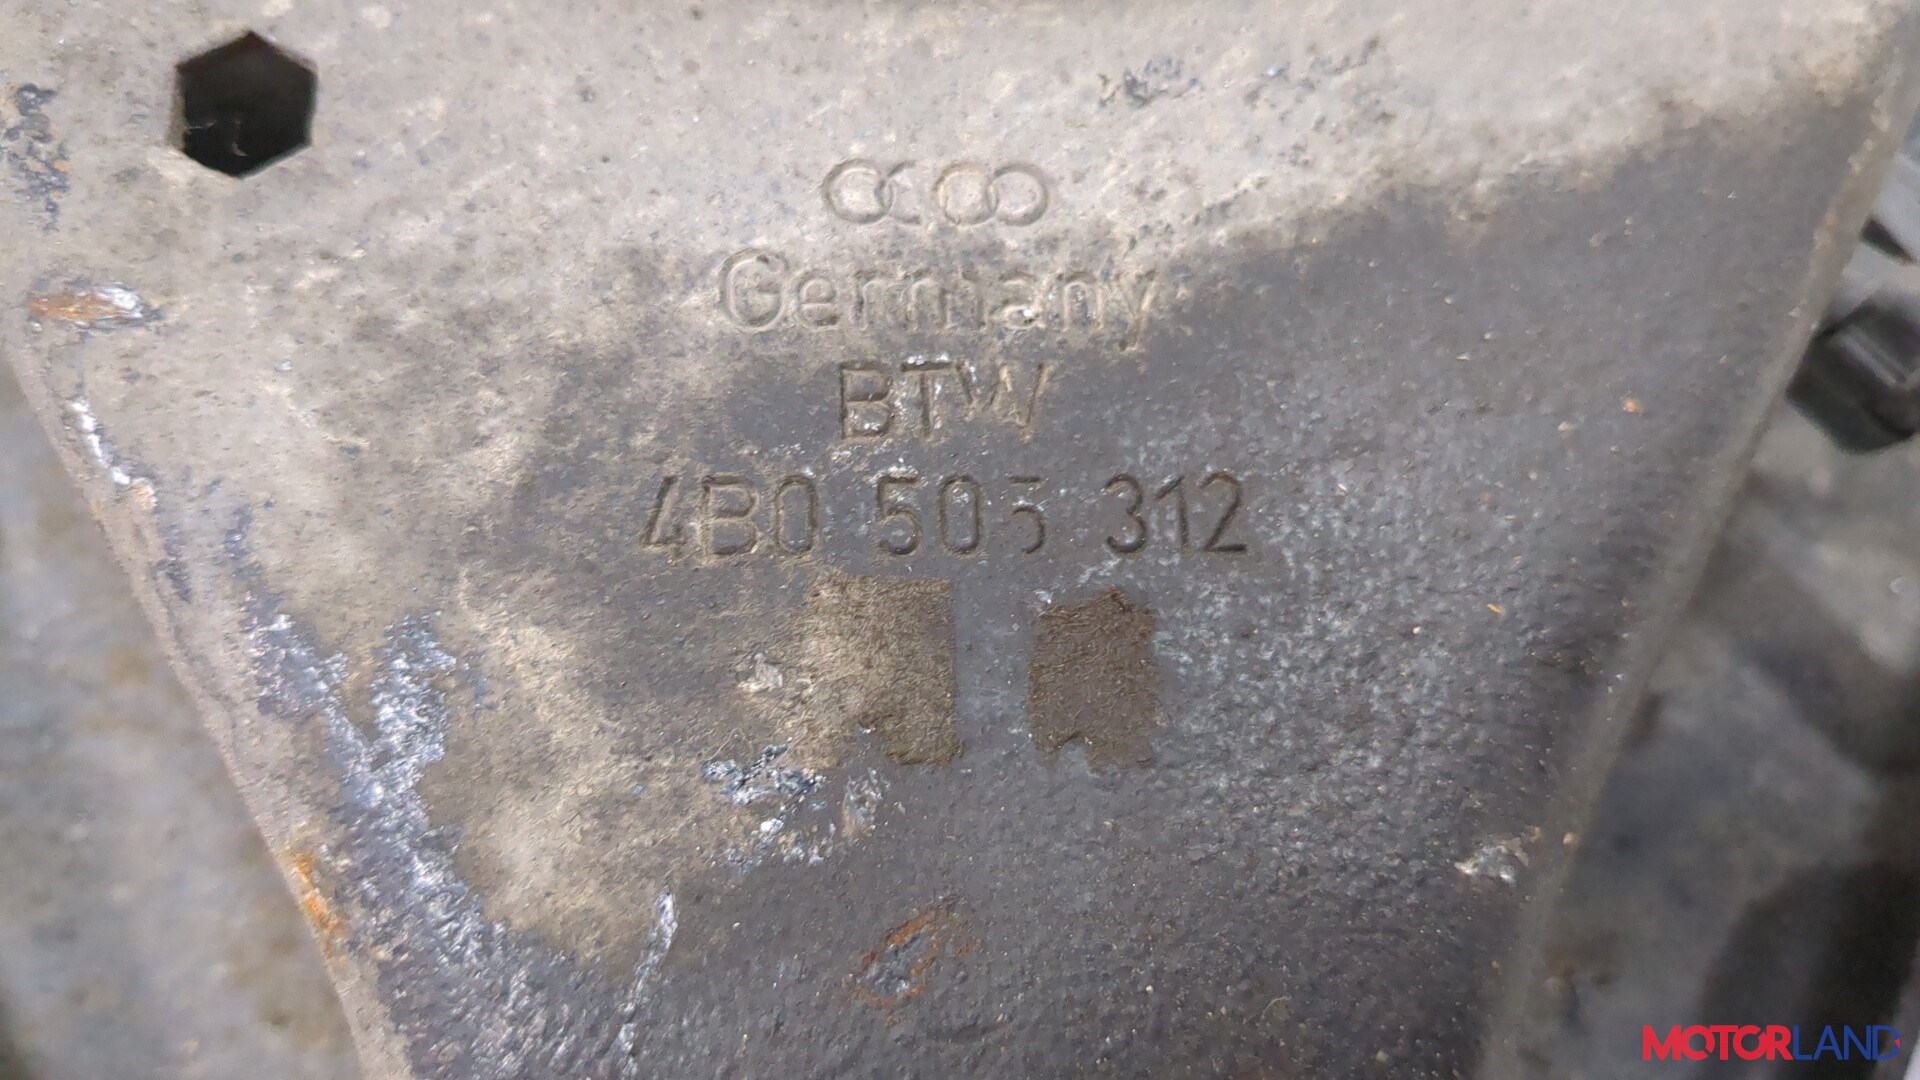 Germany
BTW
4B0 505 312
MOTORLAND